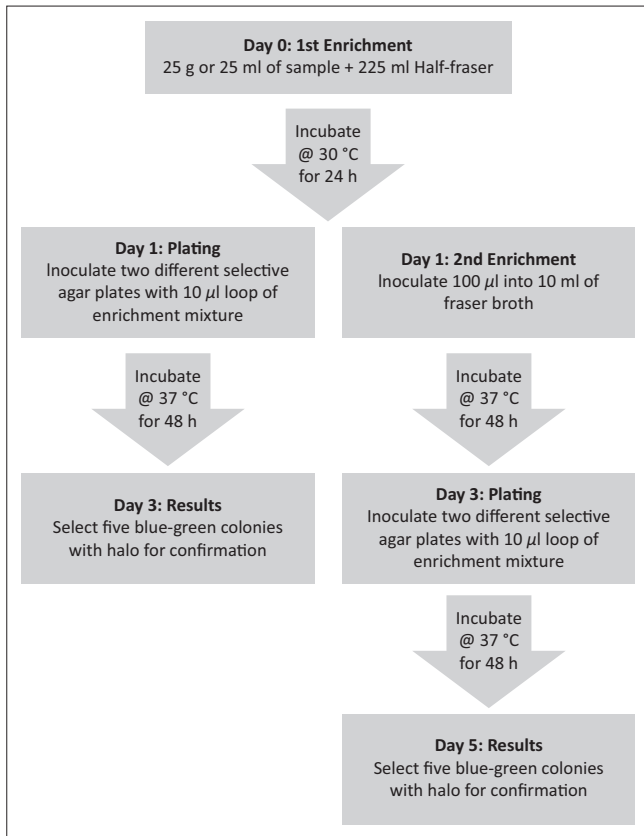 Day 0: 1st Enrichment
25 g or 25 ml of sample + 225 ml Half-fraser
Incubate
@ 30 °C
for 24 h
Day 1: Plating
Inoculate two different selective
agar plates with 10 µl loop of
enrichment mixture
Day 1: 2nd Enrichment
Inoculate 100 µl into 10 ml of
fraser broth
Incubate
@ 37 °C
for 48 h
Incubate
@ 37 °C
for 48 h
Day 3: Results
Select five blue-green colonies
with halo for confirmation
Day 3: Plating
Inoculate two different selective
agar plates with 10 µl loop of
enrichment mixture
Incubate
@ 37 °C
for 48 h
Day 5: Results
Select five blue-green colonies
with halo for confirmation